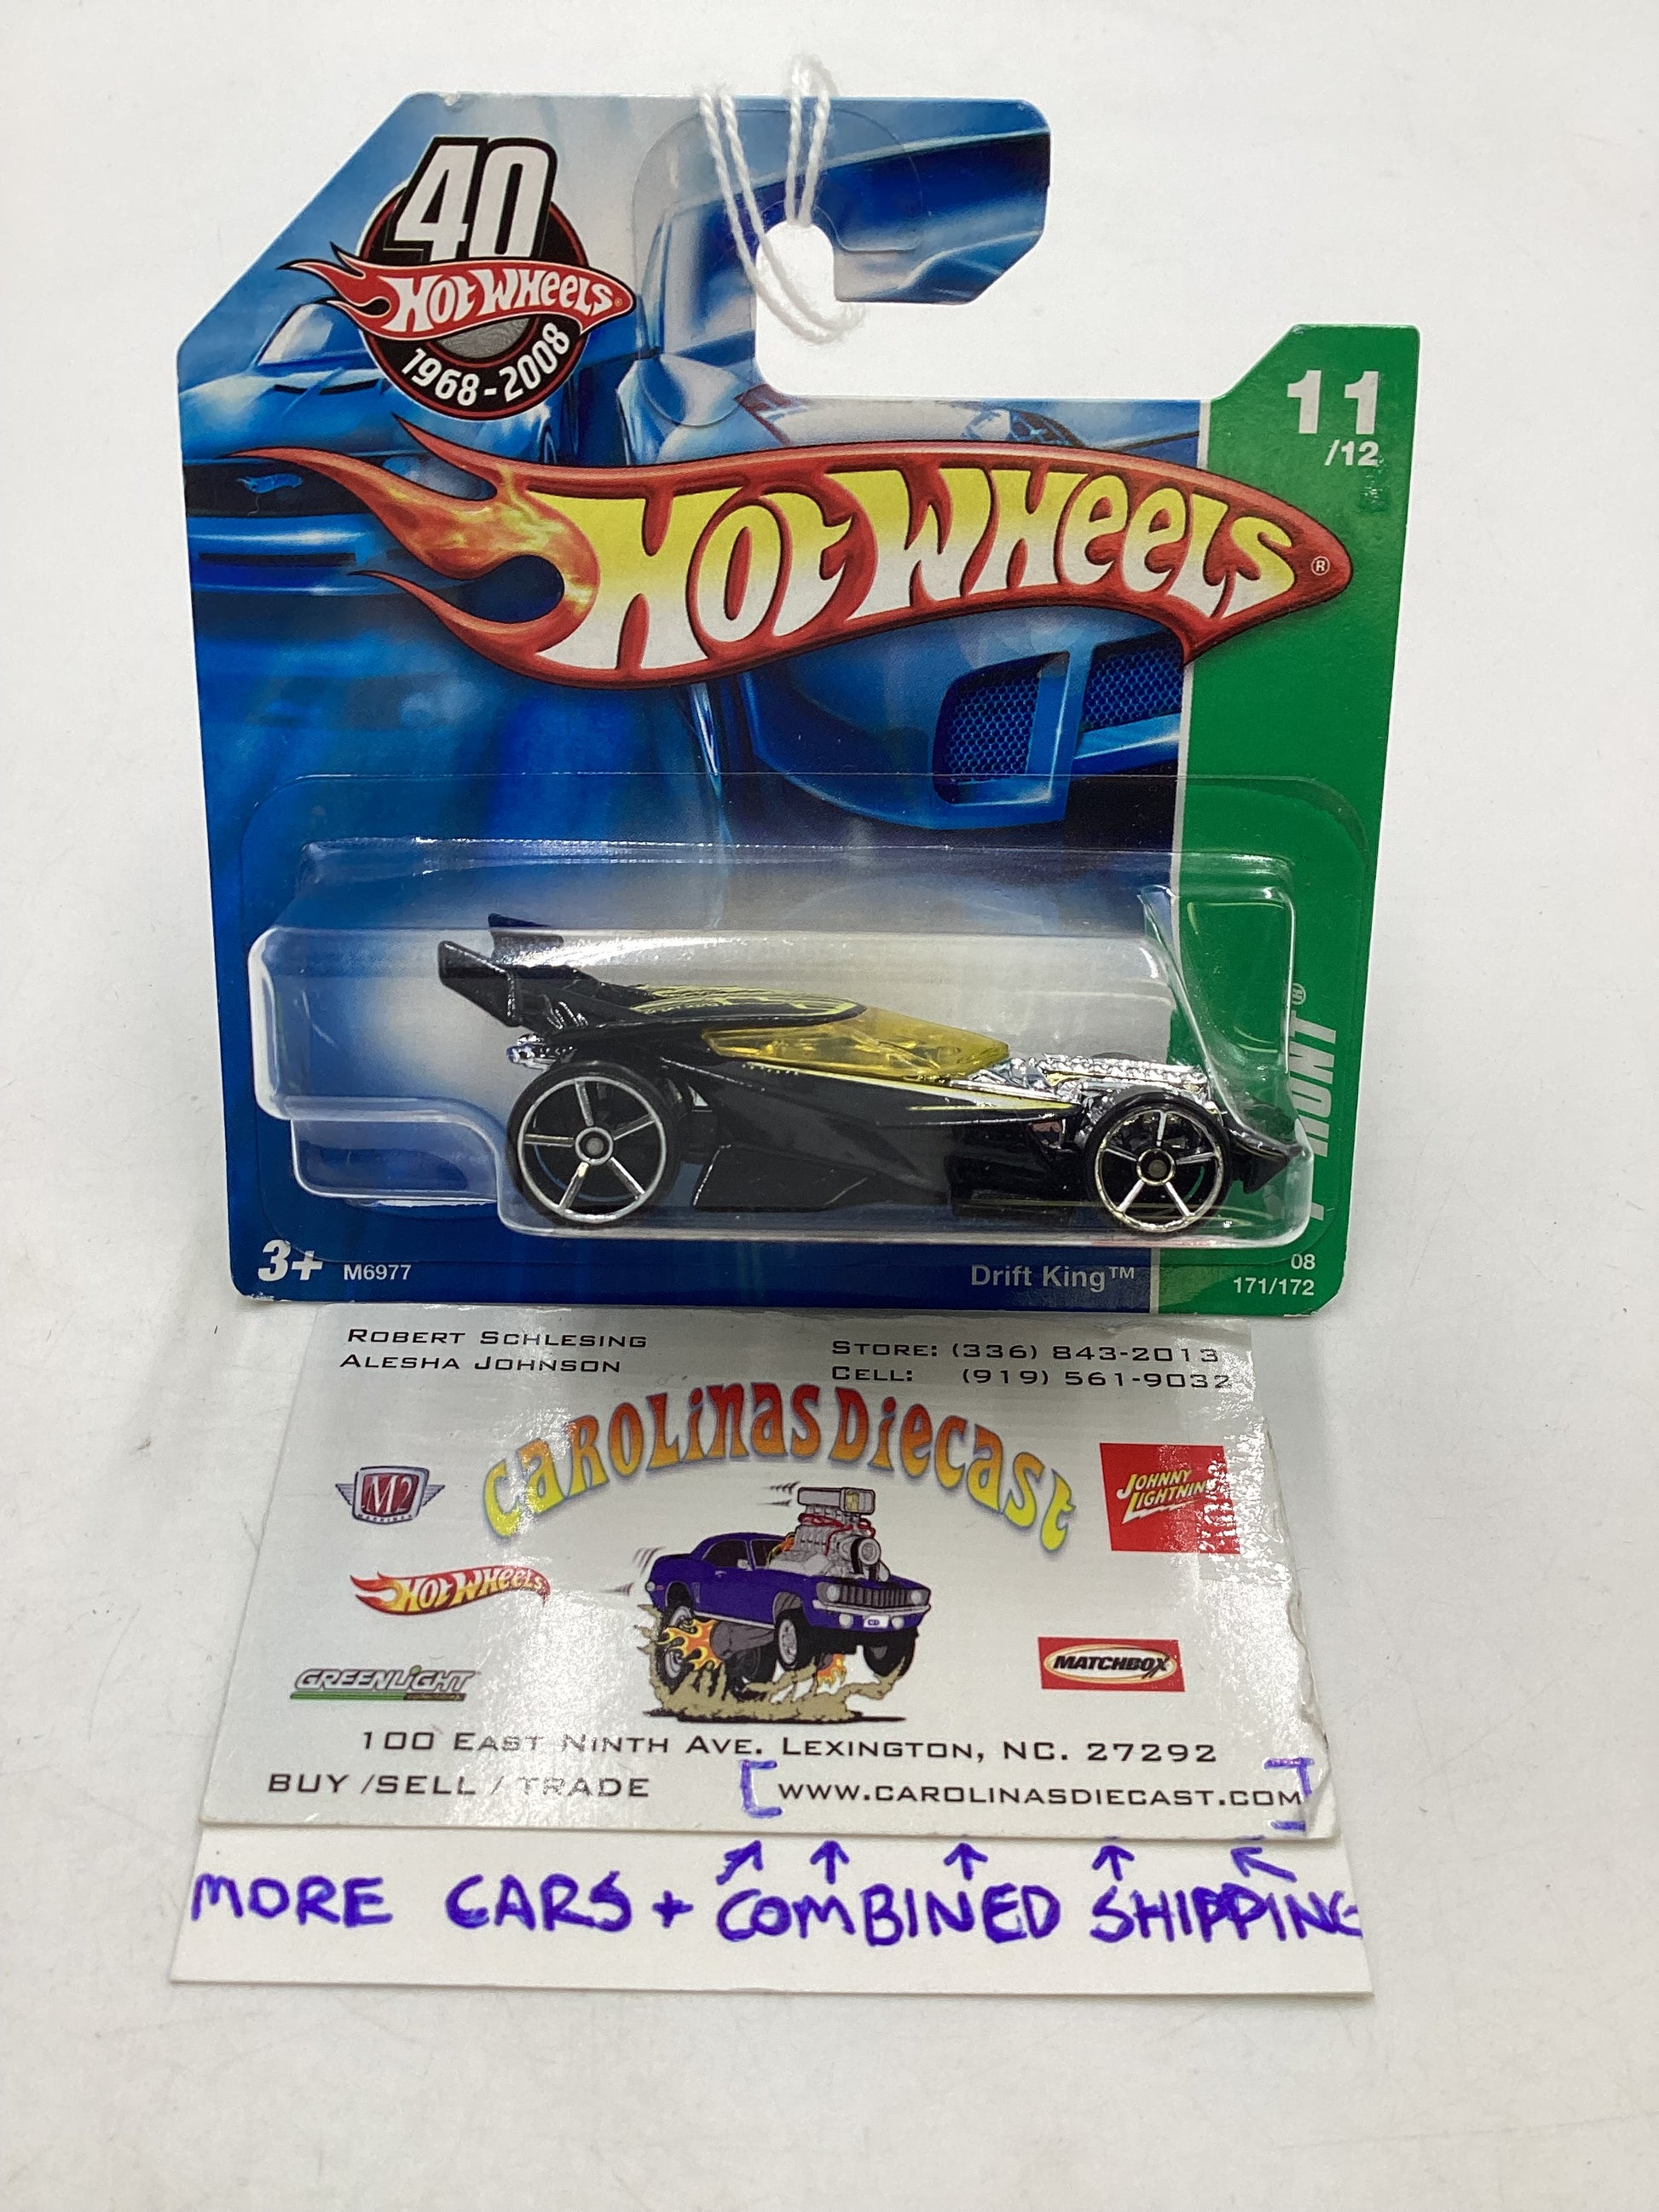 40
Hot Wheels
1968-2008
11
/12
Hot Wheels®
3+ M6977
Drift King™
08
171/172
Robert Schlesing
Alesha Johnson
Store: (336) 843-2013
Cell: (919) 561-9032
Carolinas Diecast
M2
Johnny
Lightning
Hot Wheels
Greenlight
Matchbox
100 East Ninth Ave. Lexington, NC. 27292
BUY /SELL / TRADE
[www.carolinasdiecast.com]
MORE CARS + COMBINED SHIPPING